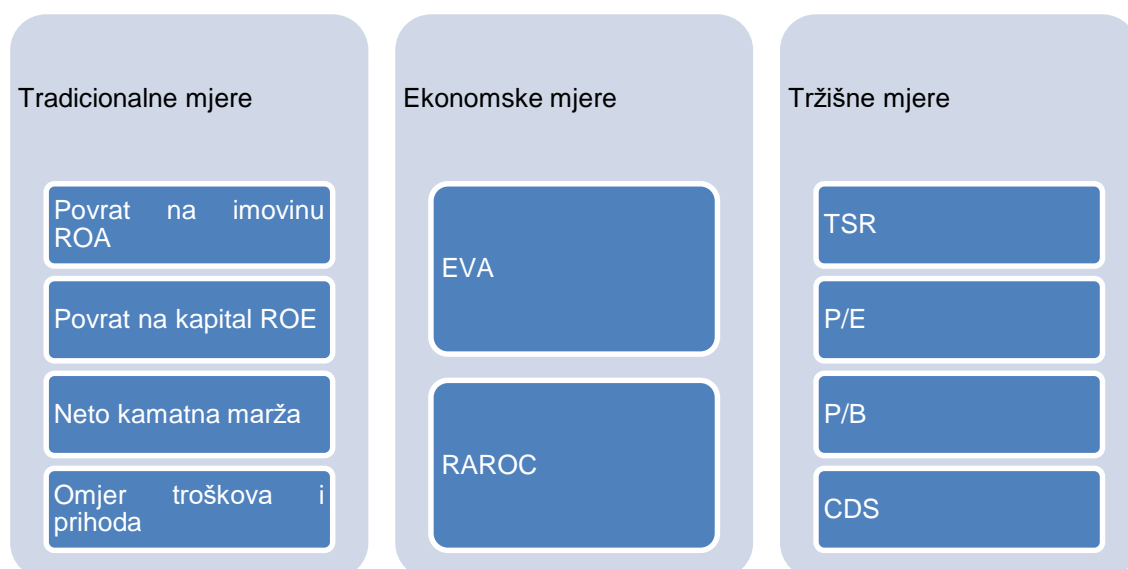 Tradicionalne mjere
Povrat na imovinu
ROA
Povrat na kapital ROE
Neto kamatna marža
Omjer troškova i
prihoda
Ekonomske mjere
EVA
RAROC
Tržišne mjere
TSR
P/E
P/B
CDS